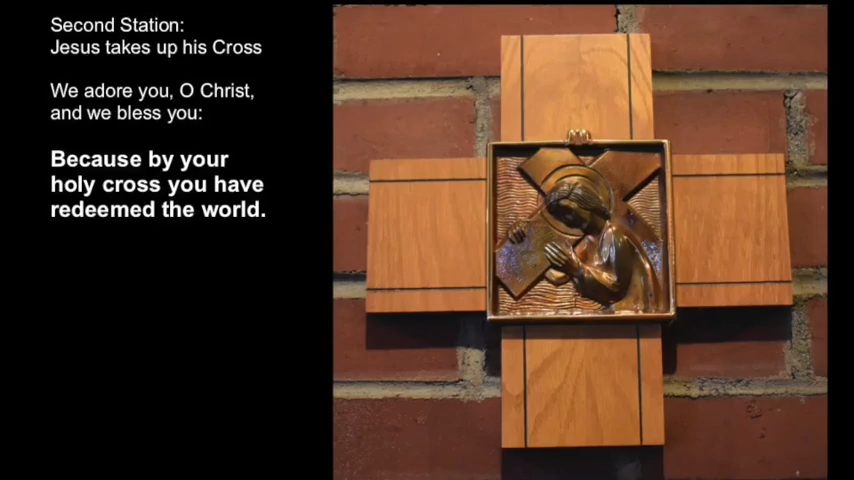 Second Station:
Jesus takes up his Cross
We adore you, O Christ,
and we bless you:
Because by your
holy cross you have
redeemed the world.